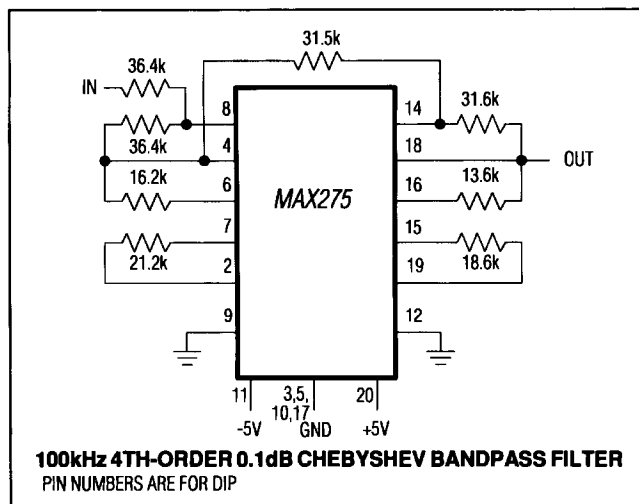 31.5k
36.4k
IN
8
14
31.6k
36.4k
4
18
OUT
16.2k
6
MAX275
16
13.6k
7
15
21.2k
2
19
18.6k
9
12
11
3,5,
10,17
20
-5V
GND
+5V
100kHz 4TH-ORDER 0.1dB CHEBYSHEV BANDPASS FILTER
PIN NUMBERS ARE FOR DIP